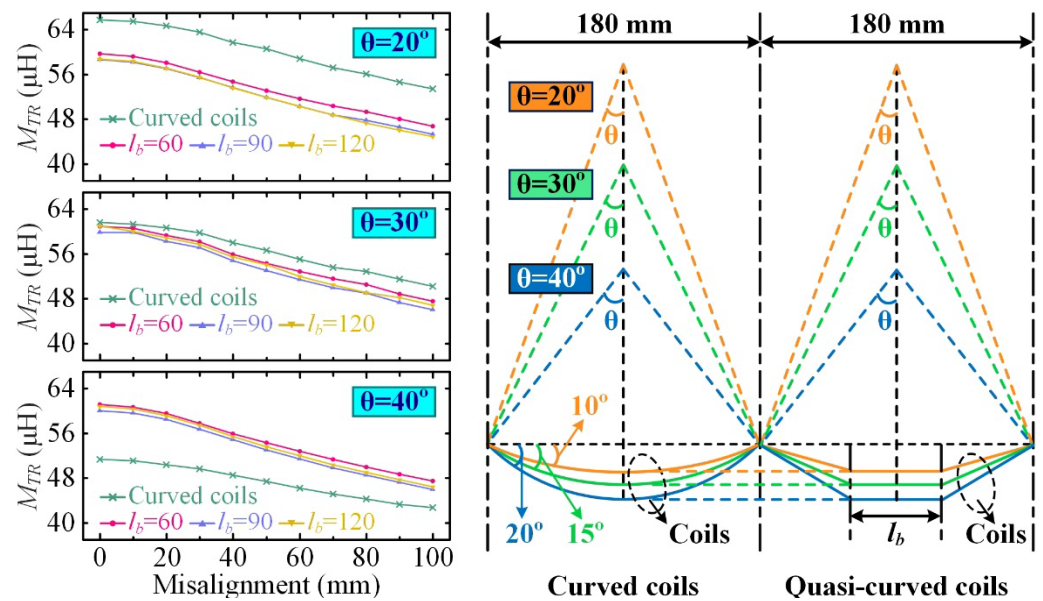 64
56
48
40
M_TR (μH)
θ=20°
Curved coils
l_b=60 l_b=90 l_b=120
64
56
48
40
M_TR (μH)
θ=30°
Curved coils
l_b=60 l_b=90 l_b=120
64
56
48
40
M_TR (μH)
θ=40°
Curved coils
l_b=60 l_b=90 l_b=120
0 20 40 60 80 100
Misalignment (mm)
180 mm 180 mm
θ=20°
θ θ
θ=30°
θ θ
θ=40°
θ θ
10°
20° 15° Coils l_b Coils
Curved coils Quasi-curved coils